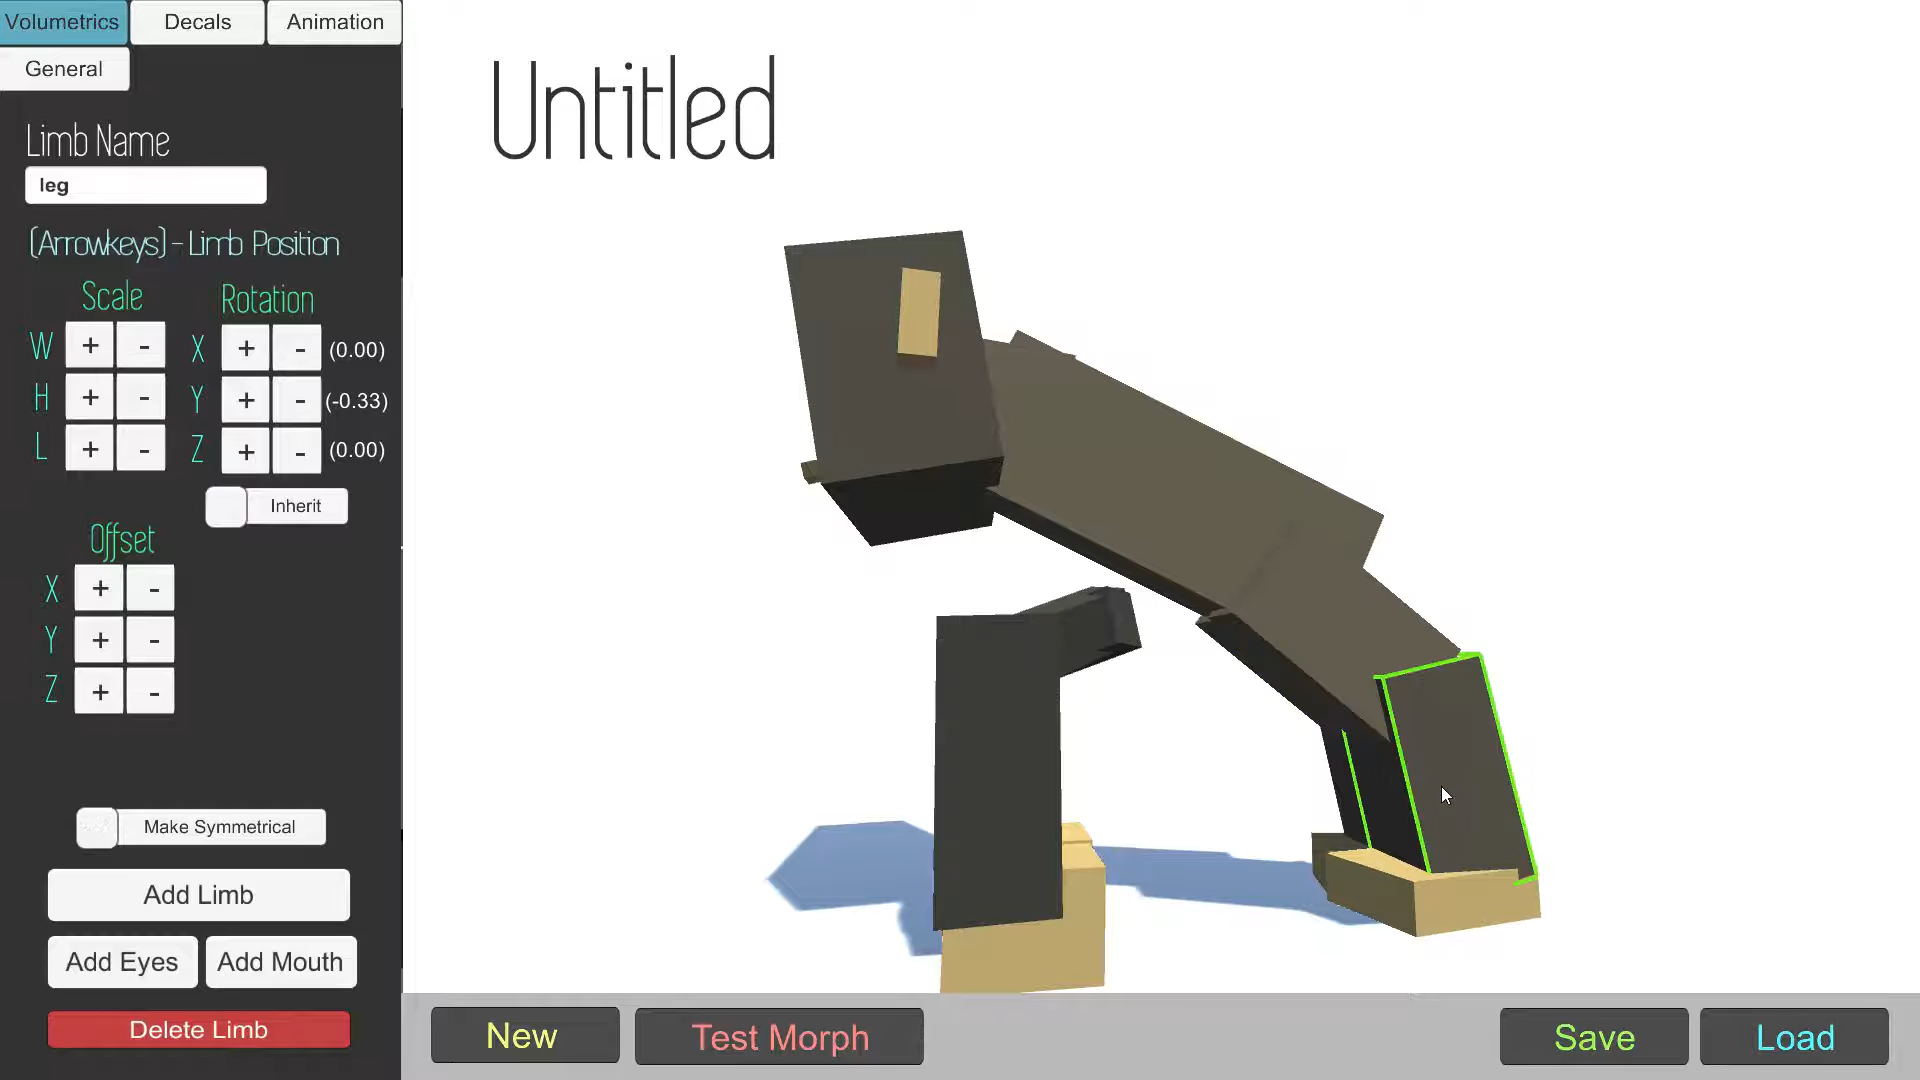 Volumetrics
Decals
Animation
General
Untitled
Limb Name
leg
(Arrowkeys) - Limb Position
Scale
Rotation
W + -
X + - (0.00)
H + -
Y + - (-0.33)
L + -
Z + - (0.00)
Inherit
Offset
X + -
Y + -
Z + -
Make Symmetrical
Add Limb
Add Eyes
Add Mouth
Delete Limb
New
Test Morph
Save
Load